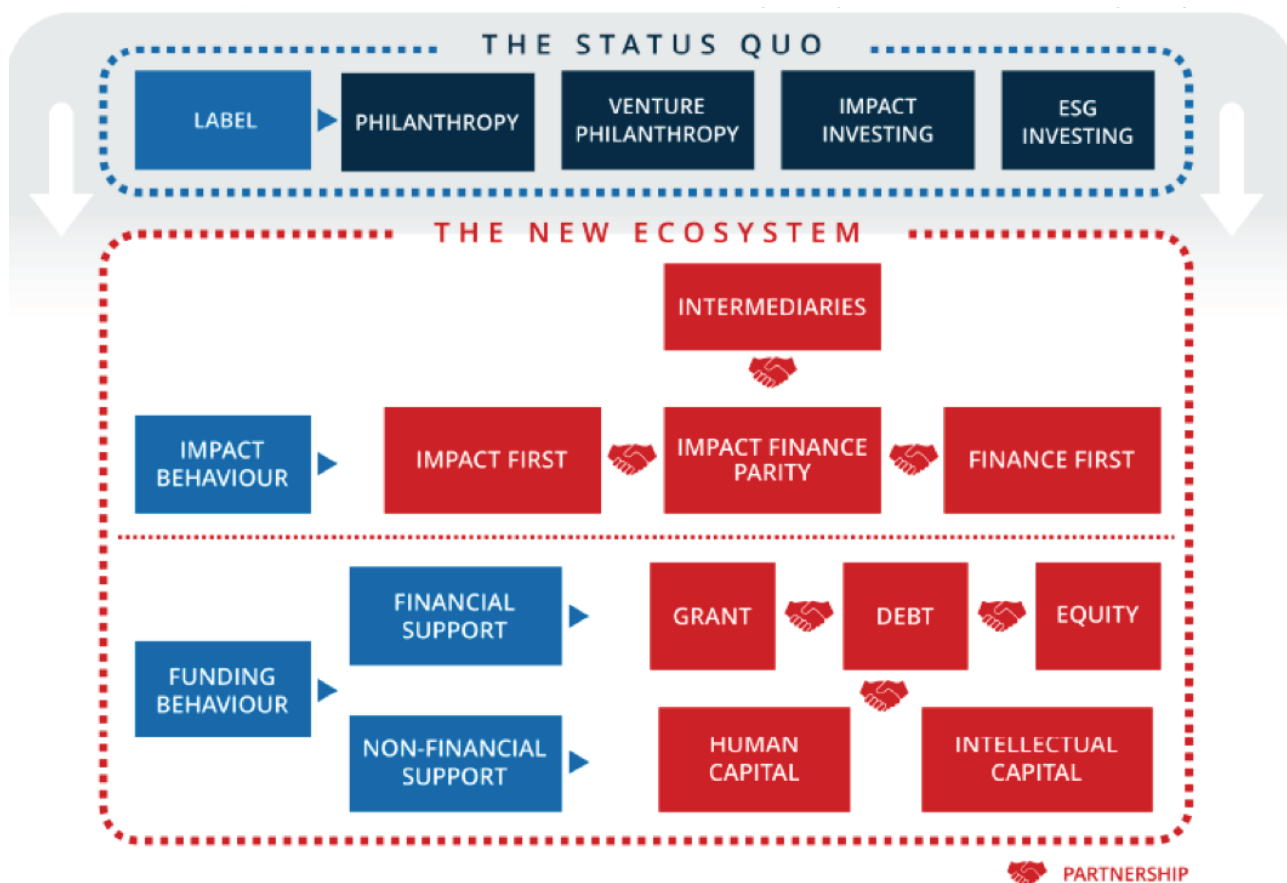 THE STATUS QUO
LABEL
PHILANTHROPY
VENTURE
PHILANTHROPY
IMPACT
INVESTING
ESG
INVESTING
THE NEW ECOSYSTEM
INTERMEDIARIES
IMPACT
BEHAVIOUR
IMPACT FIRST
IMPACT FINANCE
PARITY
FINANCE FIRST
FUNDING
BEHAVIOUR
FINANCIAL
SUPPORT
GRANT
DEBT
EQUITY
NON-FINANCIAL
SUPPORT
HUMAN
CAPITAL
INTELLECTUAL
CAPITAL
PARTNERSHIP